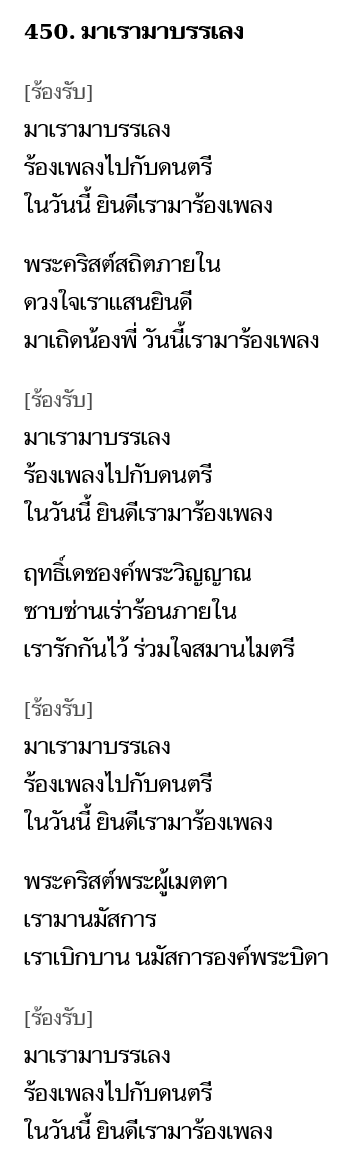 450. มาเรามาบรรเลง
[ร้องรับ]
มาเรามาบรรเลง
ร้องเพลงไปกับดนตรี
ในวันนี้ ยินดีเรามาร้องเพลง
พระคริสต์สถิตภายใน
ดวงใจเราแสนยินดี
มาเถิดน้องพี่ วันนี้เรามาร้องเพลง
[ร้องรับ]
มาเรามาบรรเลง
ร้องเพลงไปกับดนตรี
ในวันนี้ ยินดีเรามาร้องเพลง
ฤทธิ์เดชองค์พระวิญญาณ
ซาบซ่านเร่าร้อนภายใน
เรารักกันไว้ ร่วมใจสมานไมตรี
[ร้องรับ]
มาเรามาบรรเลง
ร้องเพลงไปกับดนตรี
ในวันนี้ ยินดีเรามาร้องเพลง
พระคริสต์พระผู้เมตตา
เรามานมัสการ
เราเบิกบาน นมัสการองค์พระบิดา
[ร้องรับ]
มาเรามาบรรเลง
ร้องเพลงไปกับดนตรี
ในวันนี้ ยินดีเรามาร้องเพลง